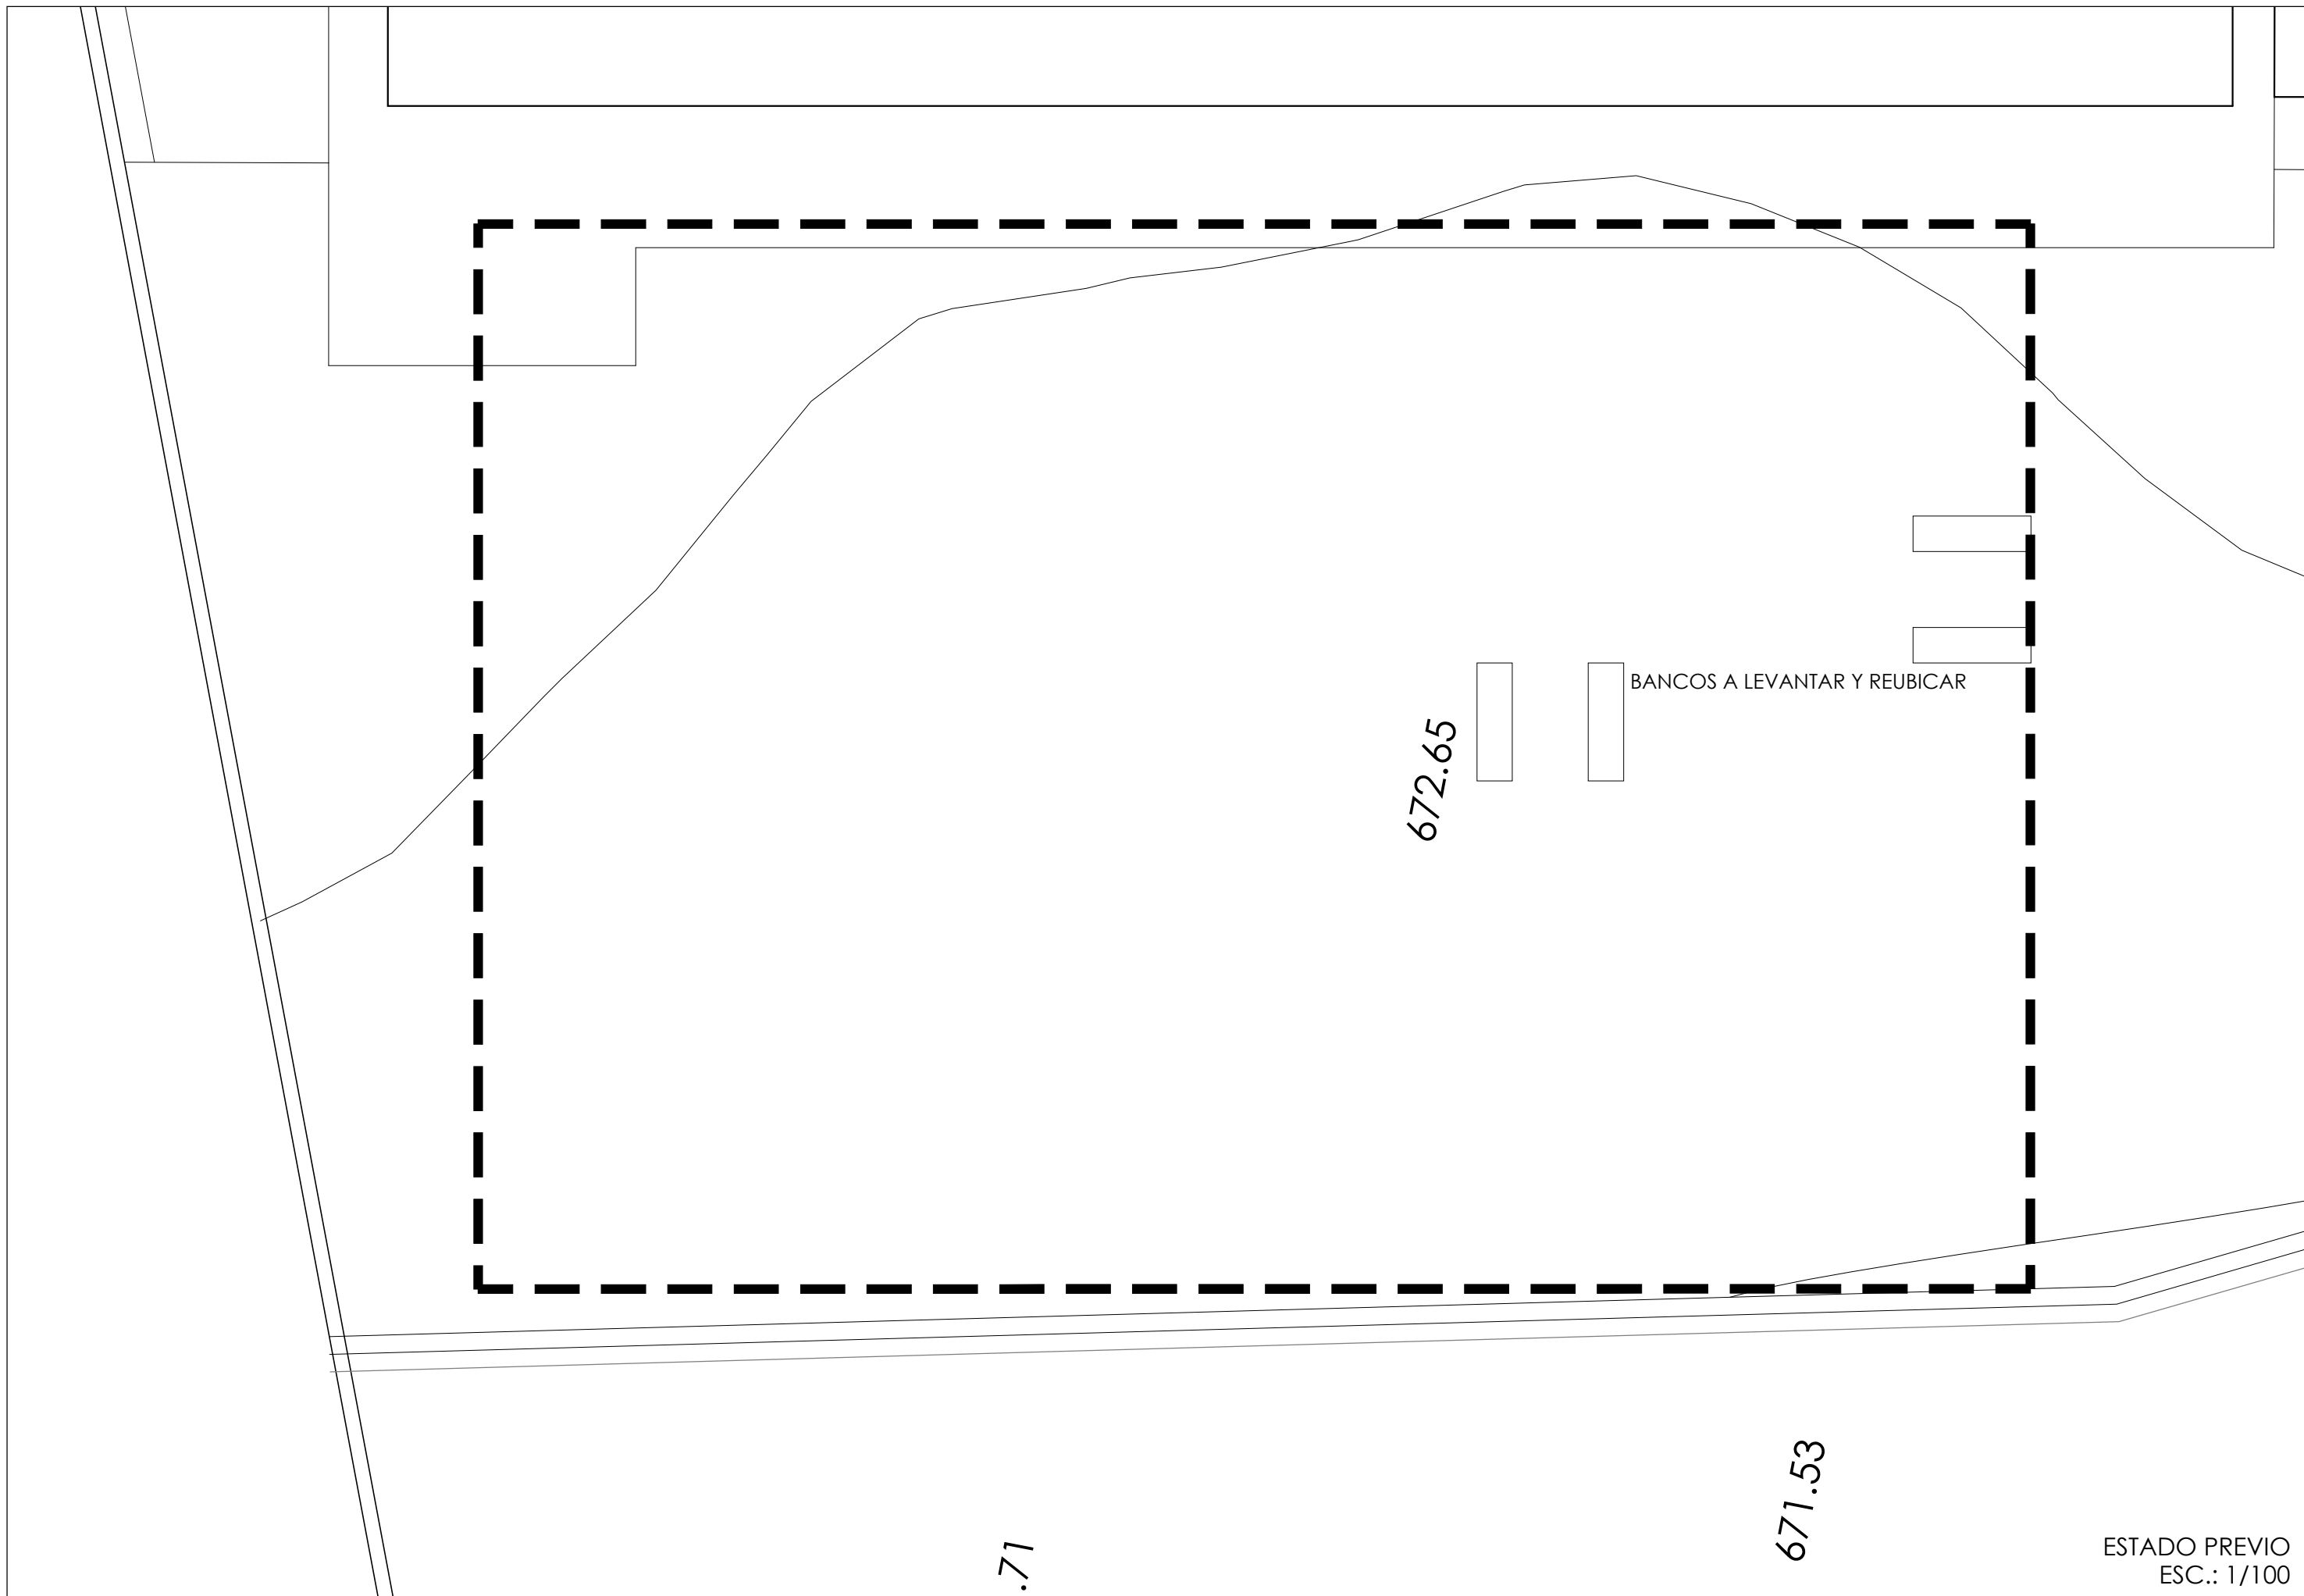 BANCOS A LEVANTAR Y REUBICAR
672.65
671.53
.71
ESTADO PREVIO
ESC.: 1/100